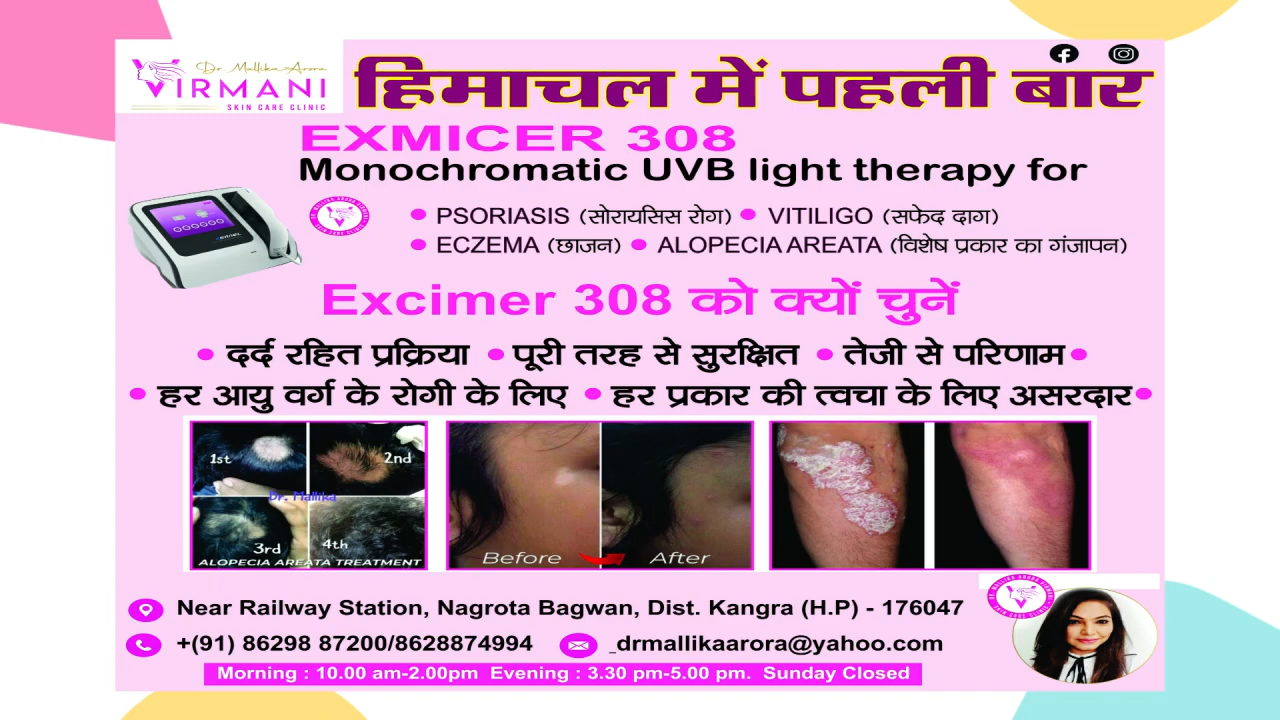 Dr Mallika Arora
VIRMANI
SKIN CARE CLINIC
हिमाचल में पहली बार
EXMICER 308
Monochromatic UVB light therapy for
• PSORIASIS (सोरायसिस रोग) • VITILIGO (सफेद दाग)
• ECZEMA (छाजन) • ALOPECIA AREATA (विशेष प्रकार का गंजापन)
Excimer 308 को क्यों चुनें
• दर्द रहित प्रक्रिया • पूरी तरह से सुरक्षित • तेजी से परिणाम •
• हर आयु वर्ग के रोगी के लिए • हर प्रकार की त्वचा के लिए असरदार •
1st 2nd
Dr. Mallika
3rd 4th
ALOPECIA AREATA TREATMENT
Before After
Near Railway Station, Nagrota Bagwan, Dist. Kangra (H.P) - 176047
+(91) 86298 87200/8628874994 _drmallikaarora@yahoo.com
Morning : 10.00 am-2.00pm Evening : 3.30 pm-5.00 pm. Sunday Closed